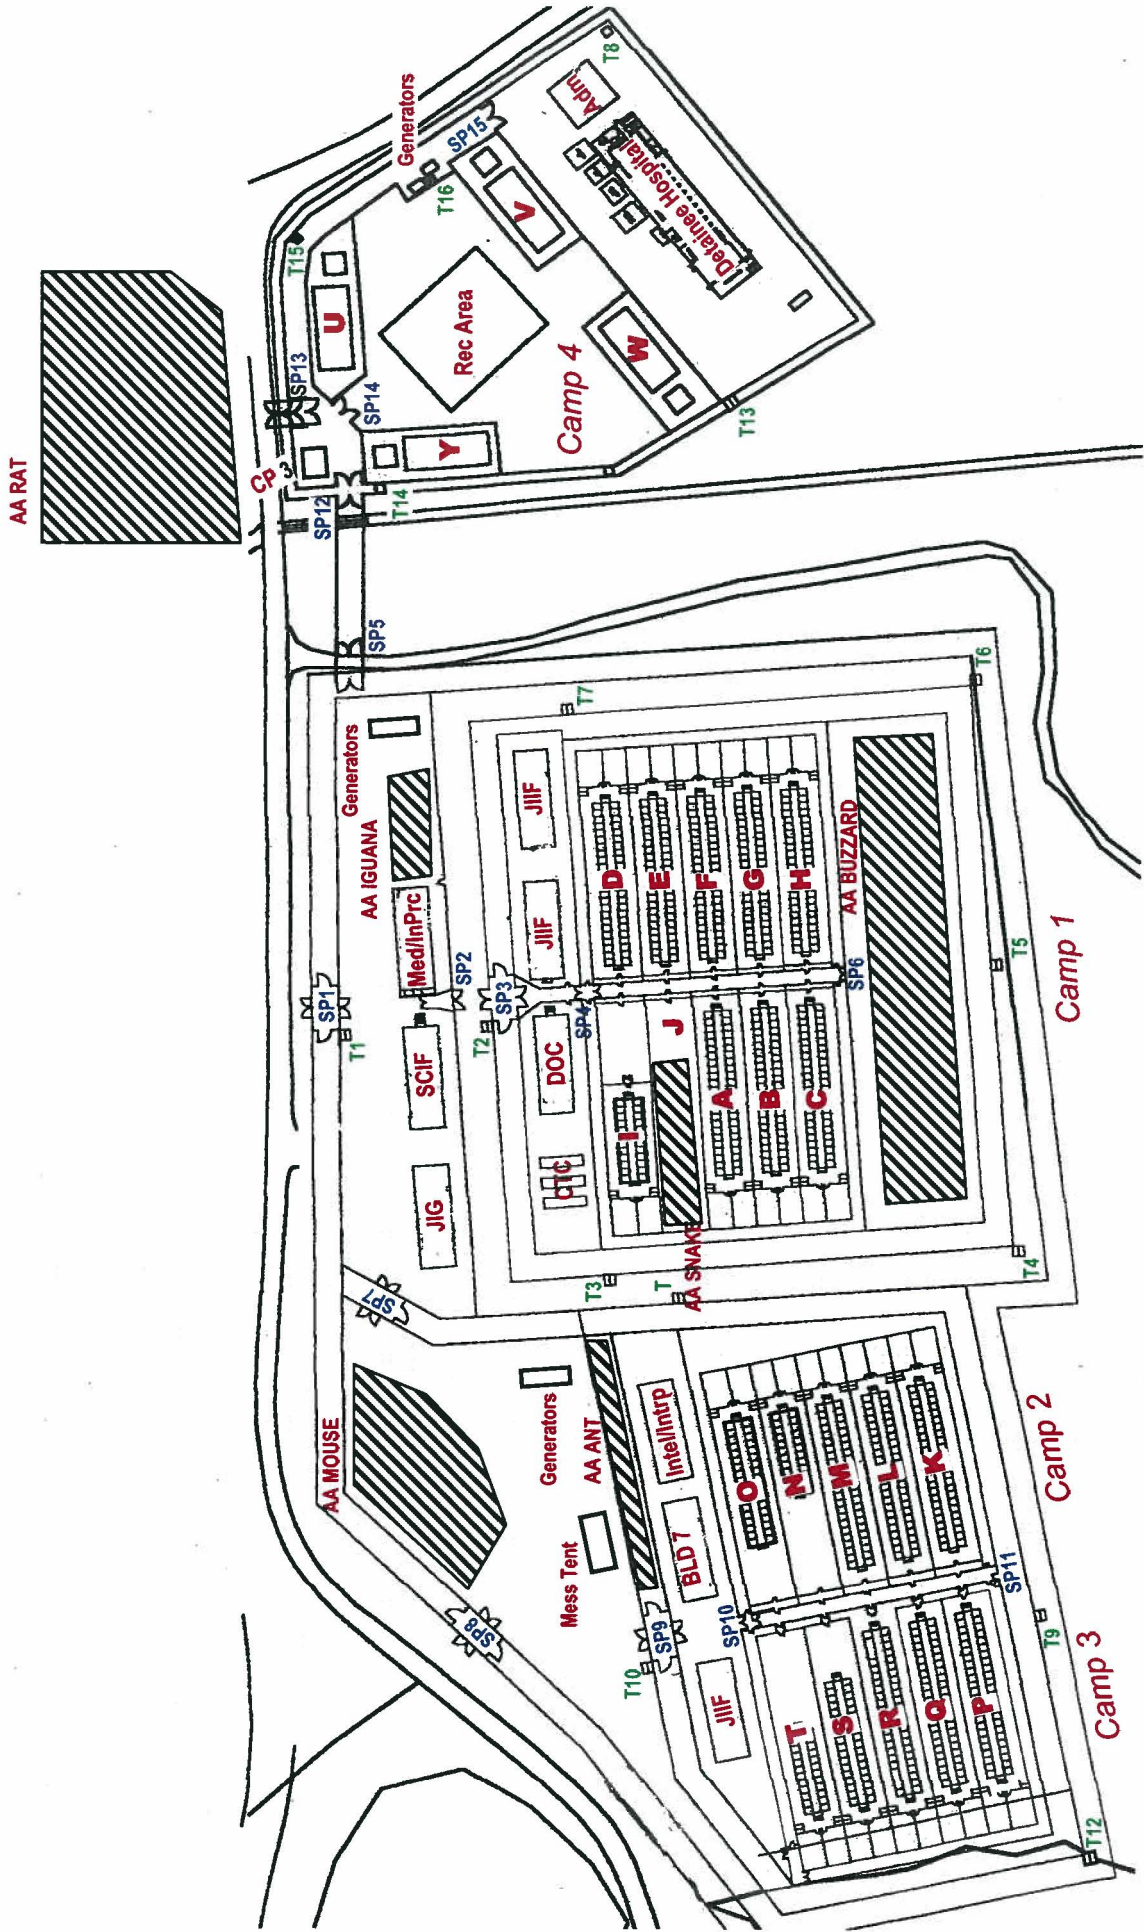 AA RAT
CP 3
SP13
SP12
SP14
SP5
T15
T14
U
Y
Rec Area
Camp 4
W
V
T16
Generators
SP15
T13
Adm
Detainee Hospital
T8
AA MOUSE
SP8
SP7
SP1
T1
JIG
SCIF
Med/InPrc
AA IGUANA
Generators
SP2
T2
SP3
SP4
CTC
DOC
JIIF
JIIF
T7
T3
T
AA SNAKE
I
J
A
B
C
D
E
F
G
H
SP6
AA BUZZARD
T4
T5
T6
Camp 1
Generators
Mess Tent
AA ANT
T10
SP9
SP10
JIIF
BLD 7
Intel/Intrp
O
N
M
L
K
T
S
R
Q
P
SP11
T9
T12
Camp 2
Camp 3